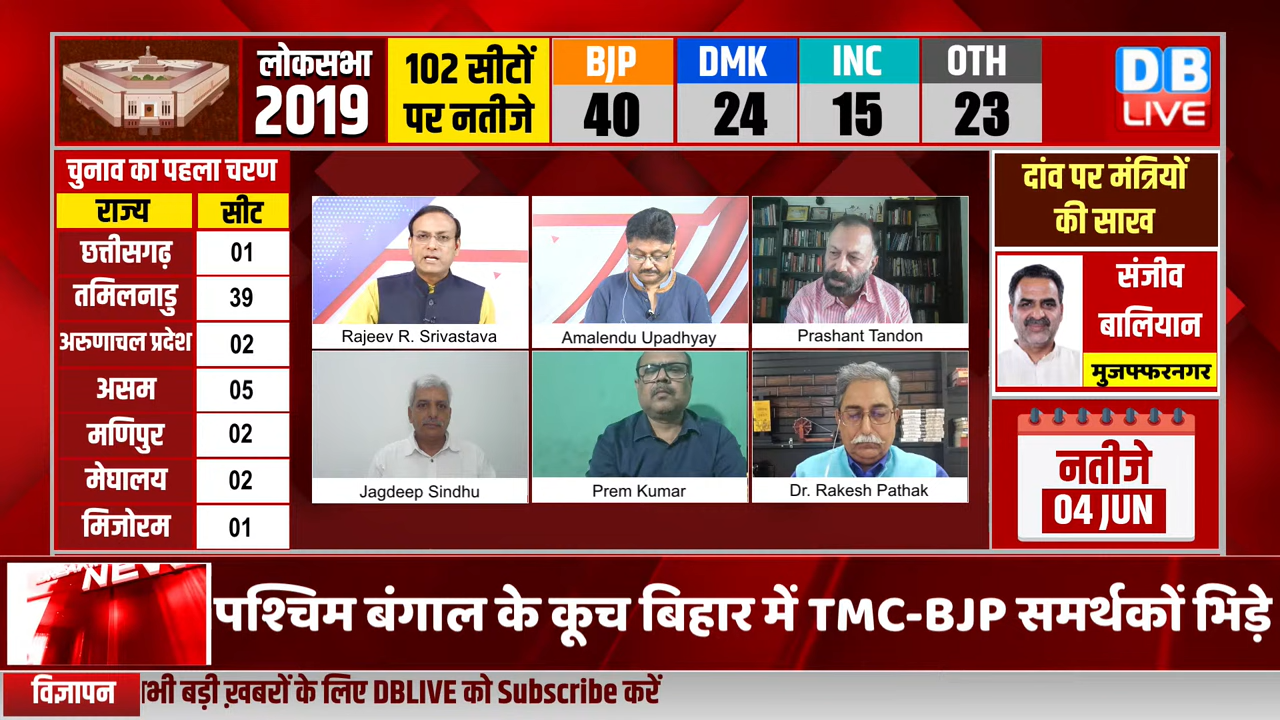 लोकसभा
2019
102 सीटों
पर नतीजे
BJP
40
DMK
24
INC
15
OTH
23
DB
LIVE
चुनाव का पहला चरण
राज्य सीट
छत्तीसगढ़ 01
तमिलनाडु 39
अरुणाचल प्रदेश 02
असम 05
मणिपुर 02
मेघालय 02
मिजोरम 01
Rajeev R. Srivastava
Amalendu Upadhyay
Prashant Tandon
Jagdeep Sindhu
Prem Kumar
Dr. Rakesh Pathak
दांव पर मंत्रियों
की साख
संजीव
बालियान
मुजफ्फरनगर
नतीजे
04 JUN
NEWS
पश्चिम बंगाल के कूच बिहार में TMC-BJP समर्थकों भिड़े
विज्ञापन
बड़ी ख़बरों के लिए DBLIVE को Subscribe करें